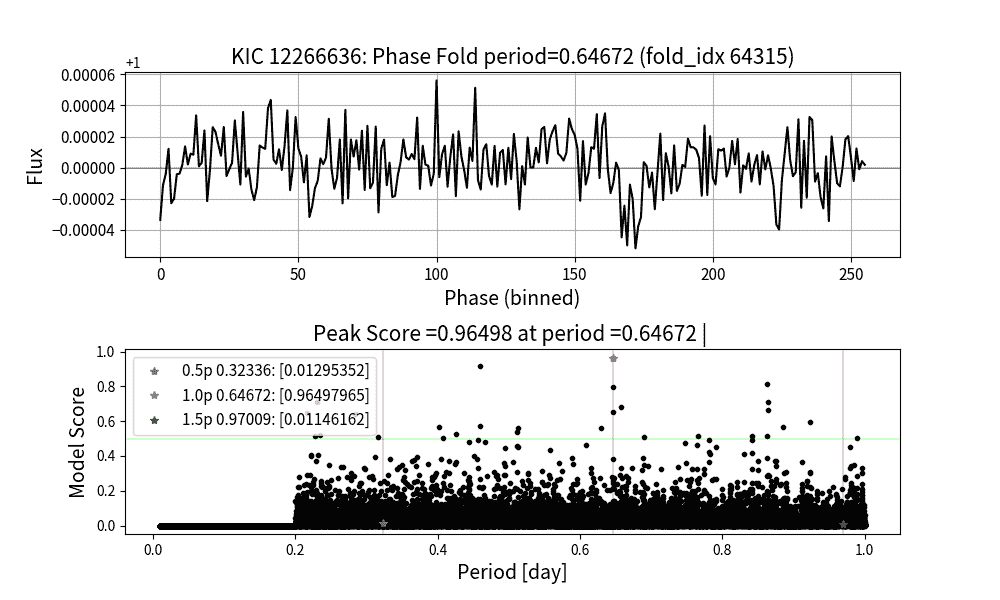 KIC 12266636: Phase Fold period=0.64672 (fold_idx 64315)
+1
0.00006
0.00004
0.00002
0.00000
−0.00002
−0.00004
Flux
0 50 100 150 200 250
Phase (binned)
Peak Score =0.96498 at period =0.64672 |
1.0
0.8
0.6
0.4
0.2
0.0
Model Score
0.5p 0.32336: [0.01295352]
1.0p 0.64672: [0.96497965]
1.5p 0.97009: [0.01146162]
0.0 0.2 0.4 0.6 0.8 1.0
Period [day]